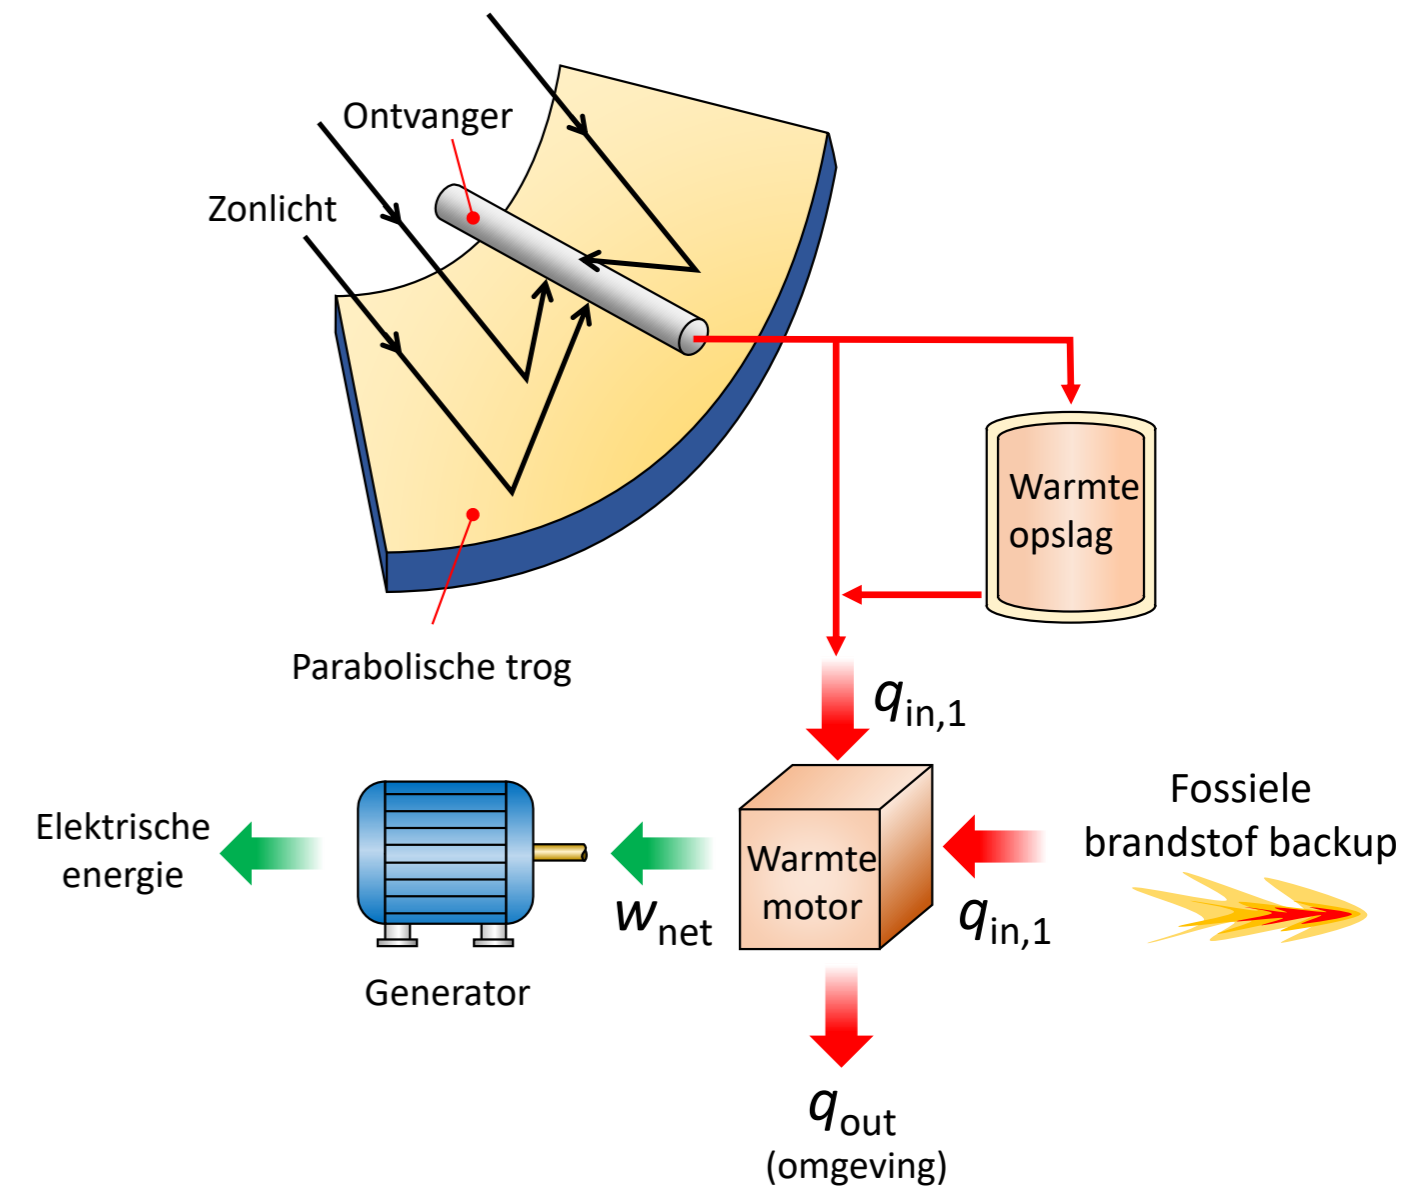 Ontvanger
Zonlicht
Warmte
opslag
Parabolische trog
qin,1
Fossiele
brandstof backup
Elektrische
energie
Warmte
motor
wnet
qin,1
Generator
qout
(omgeving)